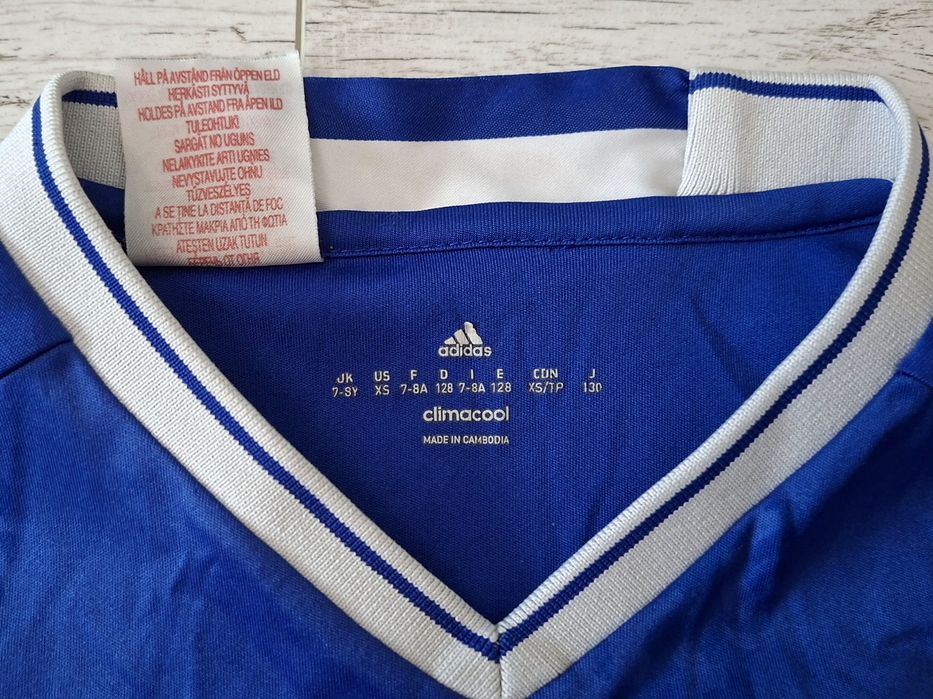 HÅLL PÅ AVSTÅND FRÅN ÖPPEN ELD
HERKÄSTI SYTTYVÄ
HOLDES PÅ AVSTAND FRA ÅPEN ILD
TULEOHTLIK!
SARGĀT NO UGUNS
NELAIKYKITE ARTI UGNIES
NEVYSTAVUJTE OHNU
TŰZVESZÉLYES
A SE ŢINE LA DISTANŢĂ DE FOC
ΚΡΑΤΗΣΤΕ ΜΑΚΡΙΑ ΑΠΟ ΤΗ ΦΩΤΙΑ
ATEŞTEN UZAK TUTUN
adidas
UK US F D I E CDN J
7-8Y XS 7-8A 128 7-8A 128 XS/TP 130
climacool
MADE IN CAMBODIA